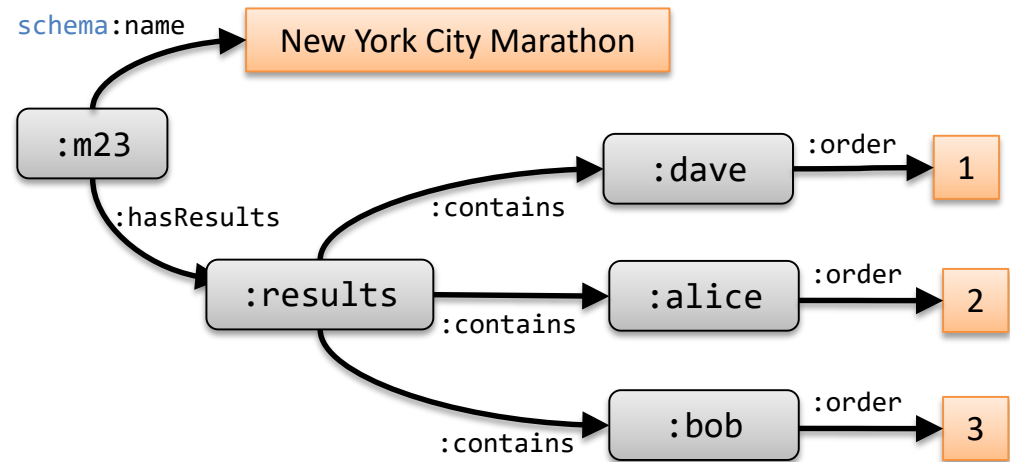 schema:name
New York City Marathon
:m23
:hasResults
:results
:contains
:dave
:order
1
:contains
:alice
:order
2
:contains
:bob
:order
3